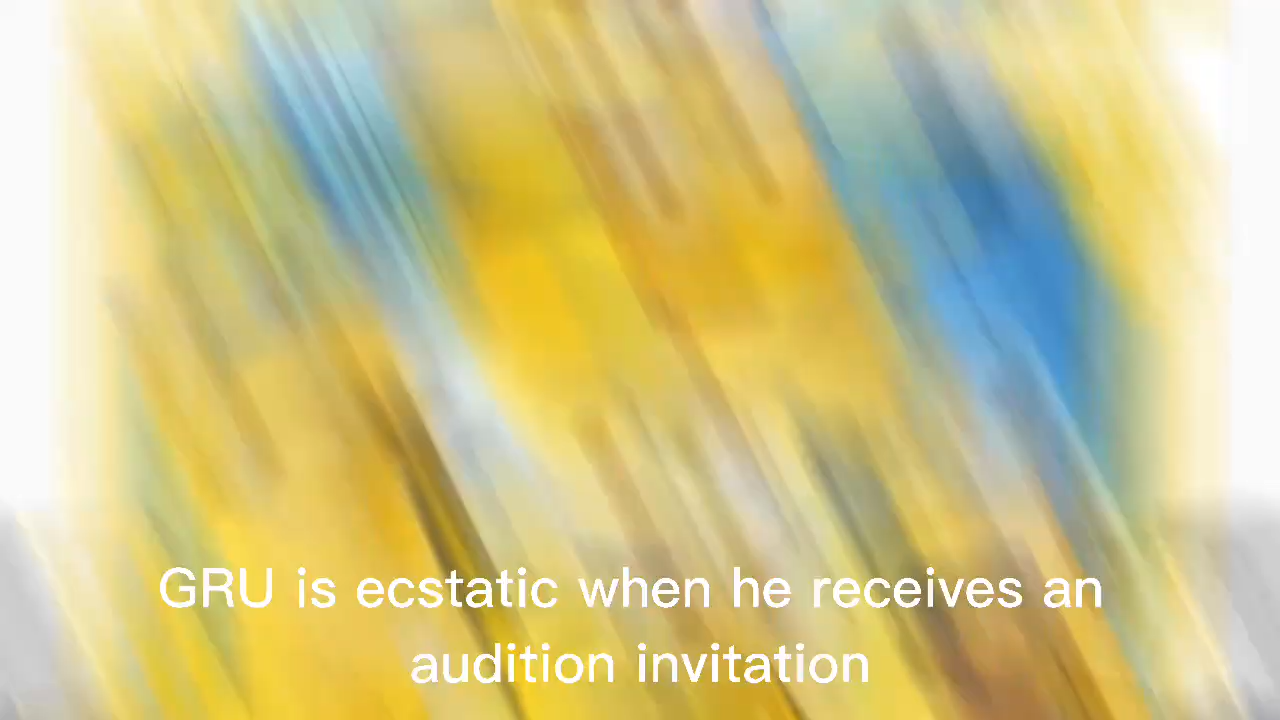 GRU is ecstatic when he receives an
audition invitation